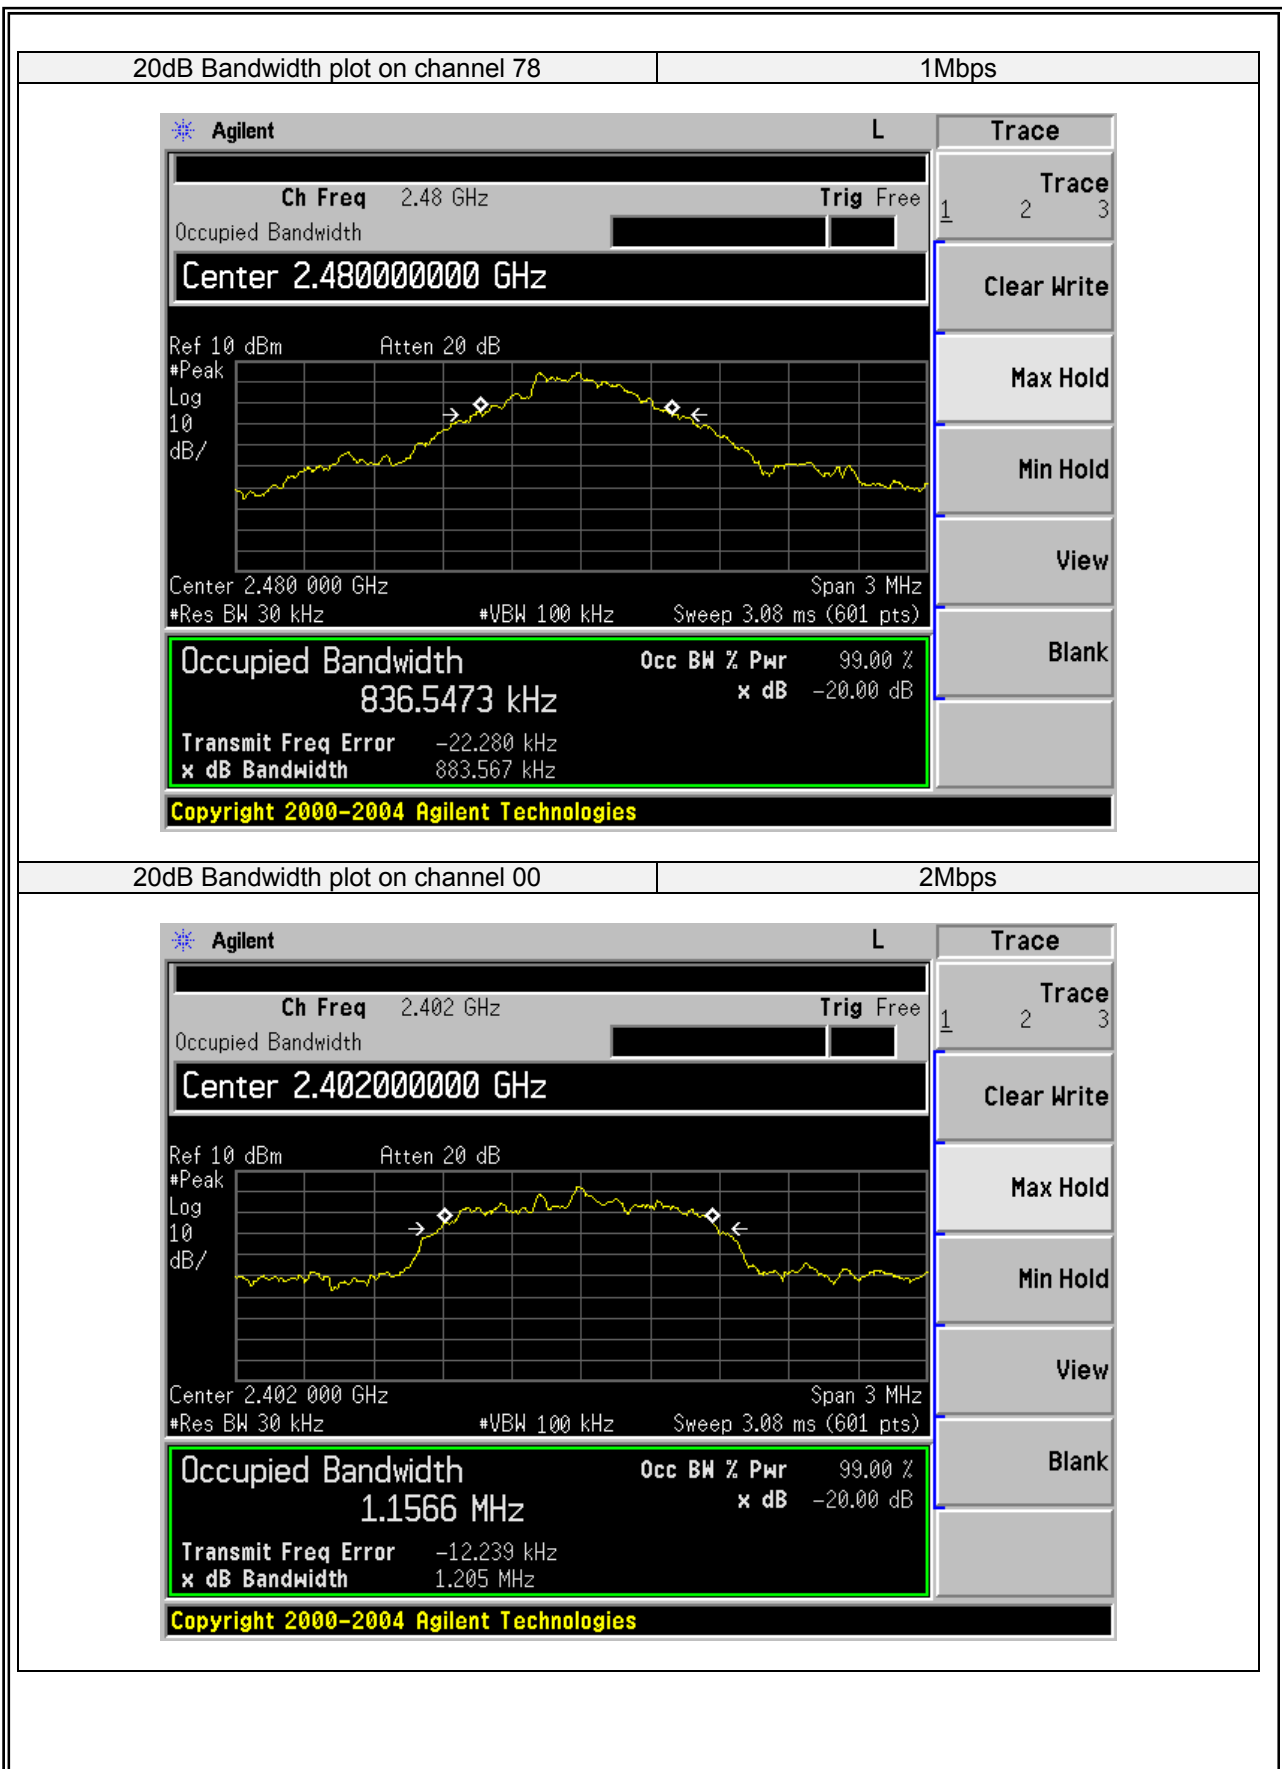 20dB Bandwidth plot on channel 78 1Mbps
Agilent L Trace
Ch Freq 2.48 GHz Trig Free
Occupied Bandwidth
Trace
1 2 3
Center 2.480000000 GHz
Clear Write
Ref 10 dBm Atten 20 dB
#Peak
Log
10
dB/
Max Hold
Min Hold
View
Center 2.480 000 GHz Span 3 MHz
#Res BW 30 kHz #VBW 100 kHz Sweep 3.08 ms (601 pts)
Blank
Occupied Bandwidth Occ BW % Pwr 99.00 %
836.5473 kHz x dB -20.00 dB
Transmit Freq Error -22.280 kHz
x dB Bandwidth 883.567 kHz
Copyright 2000-2004 Agilent Technologies
20dB Bandwidth plot on channel 00 2Mbps
Agilent L Trace
Ch Freq 2.402 GHz Trig Free
Occupied Bandwidth
Trace
1 2 3
Center 2.402000000 GHz
Clear Write
Ref 10 dBm Atten 20 dB
#Peak
Log
10
dB/
Max Hold
Min Hold
View
Center 2.402 000 GHz Span 3 MHz
#Res BW 30 kHz #VBW 100 kHz Sweep 3.08 ms (601 pts)
Blank
Occupied Bandwidth Occ BW % Pwr 99.00 %
1.1566 MHz x dB -20.00 dB
Transmit Freq Error -12.239 kHz
x dB Bandwidth 1.205 MHz
Copyright 2000-2004 Agilent Technologies